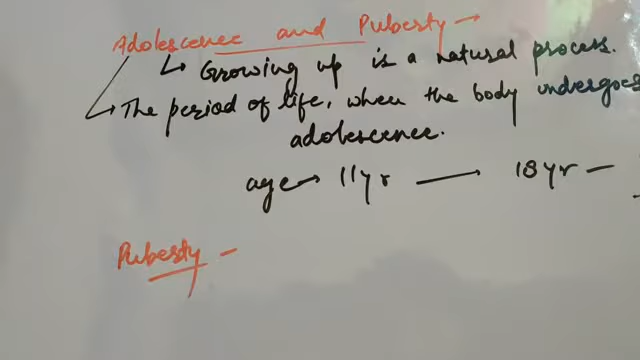 Adolescence and Puberty →
↳ Growing up is a natural process.
→ The period of life, when the body undergoes
adolescence.
age → 11yr → 18yr -
Puberty -